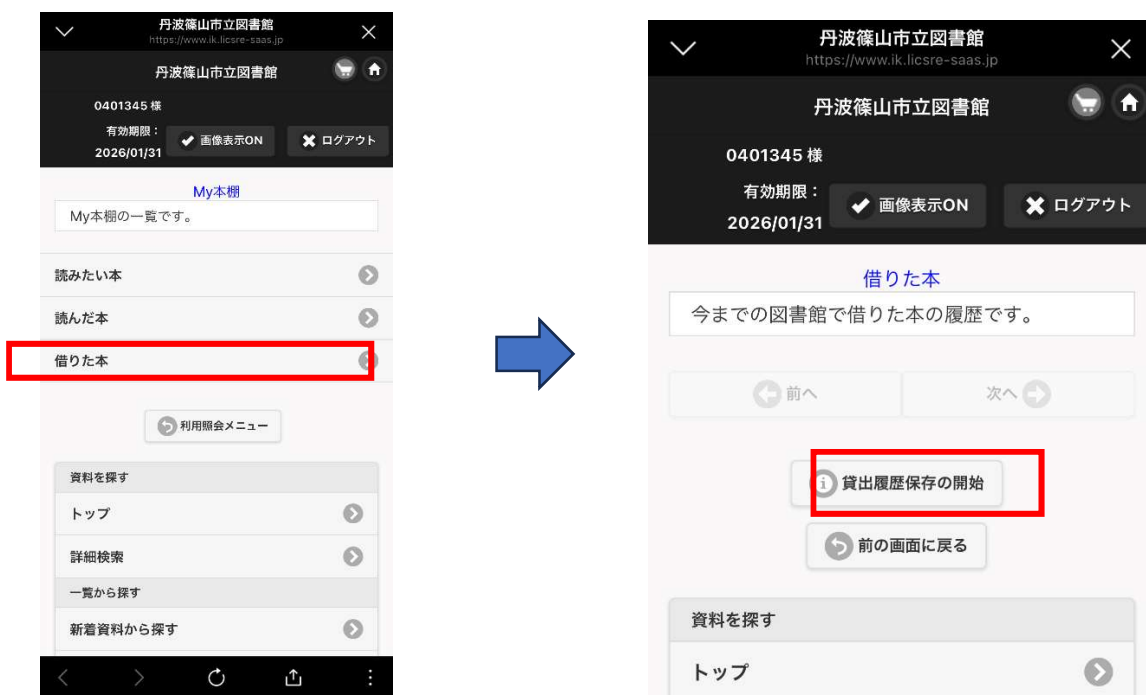 丹波篠山市立図書館
https://www.ik.licsre-saas.jp
丹波篠山市立図書館
0401345 様
有効期限：
2026/01/31
画像表示ON
ログアウト
My本棚
My本棚の一覧です。
読みたい本
読んだ本
借りた本
利用照会メニュー
資料を探す
トップ
詳細検索
一覧から探す
新着資料から探す
丹波篠山市立図書館
https://www.ik.licsre-saas.jp
丹波篠山市立図書館
0401345 様
有効期限：
2026/01/31
画像表示ON
ログアウト
借りた本
今までの図書館で借りた本の履歴です。
前へ
次へ
貸出履歴保存の開始
前の画面に戻る
資料を探す
トップ